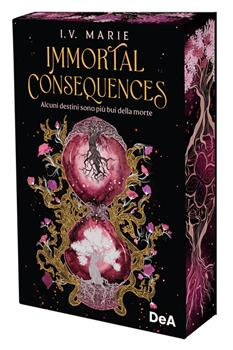 I.V. MARIE
IMMORTAL
CONSEQUENCES
Alcuni destini sono più bui della morte
DeA